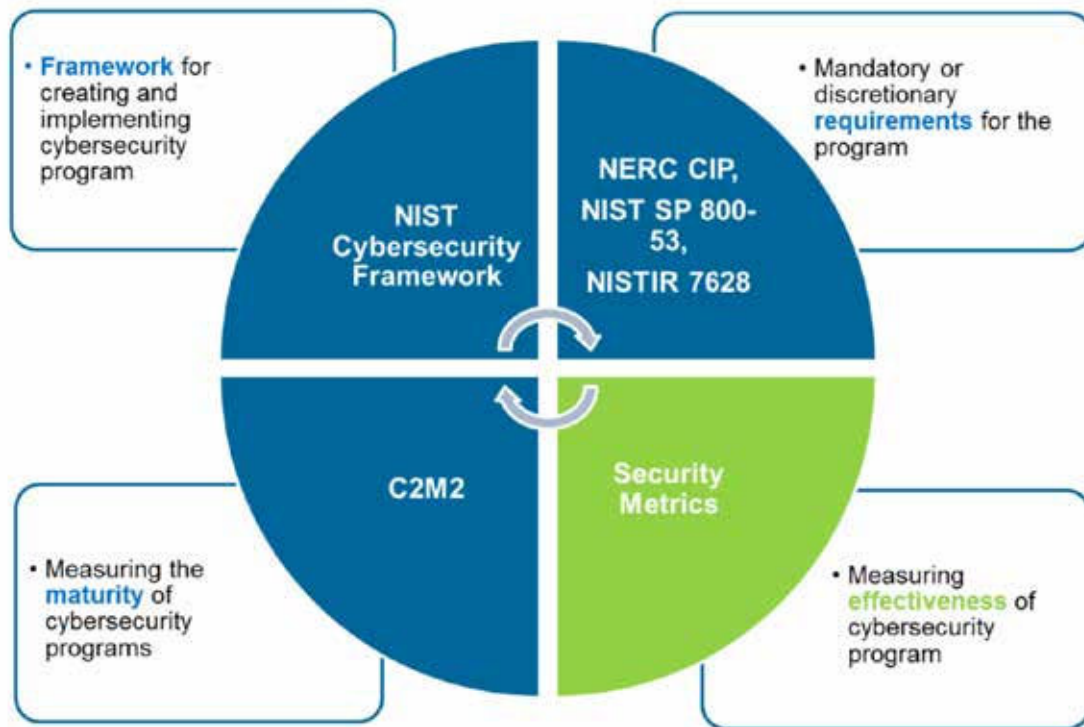 • Framework for
creating and
implementing
cybersecurity
program
• Mandatory or
discretionary
requirements for the
program
NIST
Cybersecurity
Framework
NERC CIP,
NIST SP 800-
53,
NISTIR 7628
C2M2
Security
Metrics
• Measuring the
maturity of
cybersecurity
programs
• Measuring
effectiveness of
cybersecurity
program